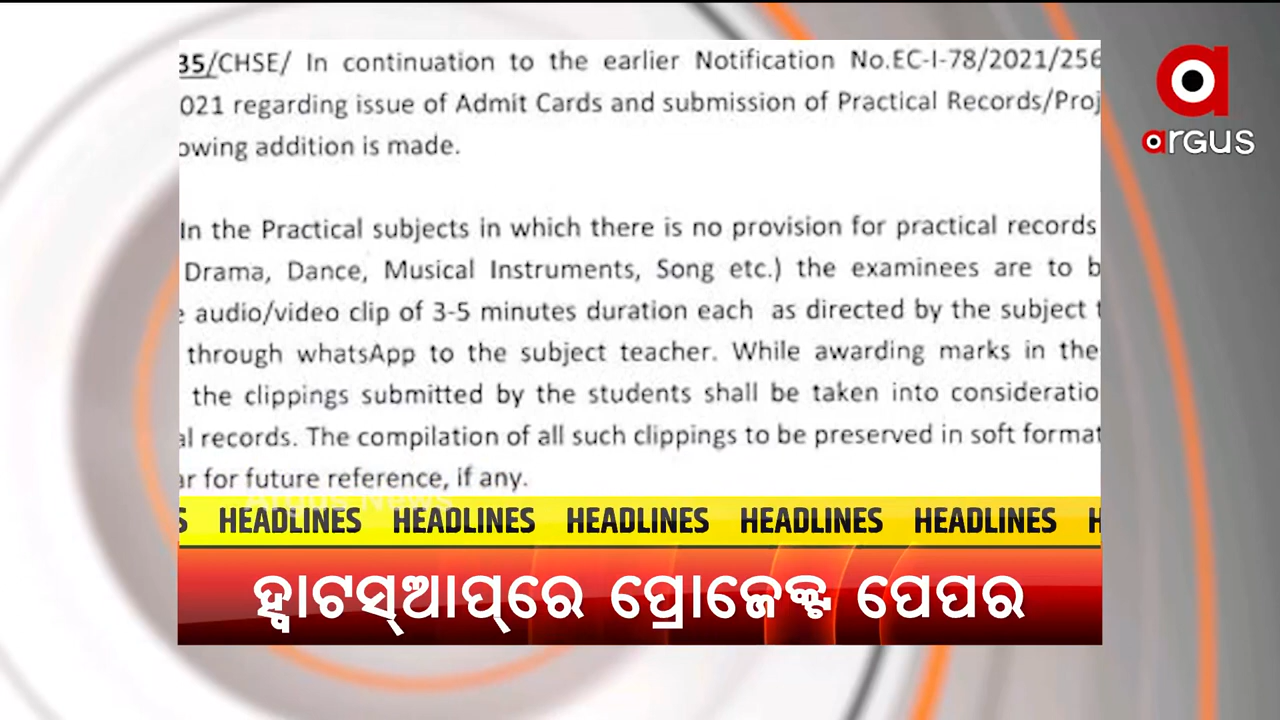 35/CHSE/ In continuation to the earlier Notification No.EC-I-78/2021/256
021 regarding issue of Admit Cards and submission of Practical Records/Proj
owing addition is made.
In the Practical subjects in which there is no provision for practical records
Drama, Dance, Musical Instruments, Song etc.) the examinees are to b
e audio/video clip of 3-5 minutes duration each as directed by the subject t
through whatsApp to the subject teacher. While awarding marks in the
the clippings submitted by the students shall be taken into consideratio
al records. The compilation of all such clippings to be preserved in soft format
ar for future reference, if any.
Argus News
S HEADLINES HEADLINES HEADLINES HEADLINES HEADLINES H
ହ୍ୱାଟସ୍ଆପ୍‌ରେ ପ୍ରୋଜେକ୍ଟ ପେପର
argus